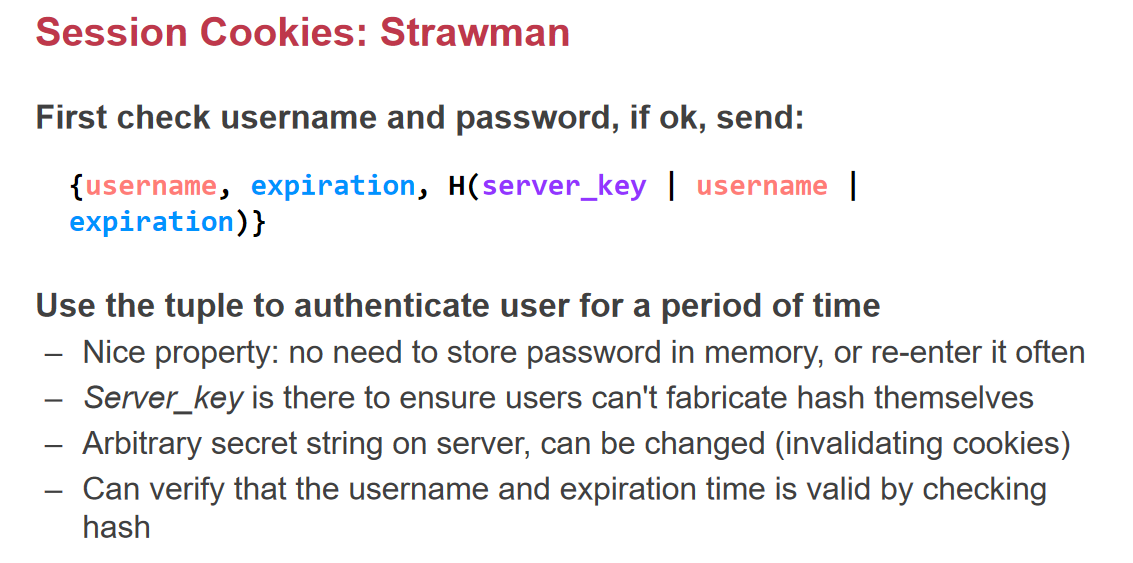 Session Cookies: Strawman
First check username and password, if ok, send:
{username, expiration, H(server_key | username |
expiration)}
Use the tuple to authenticate user for a period of time
– Nice property: no need to store password in memory, or re-enter it often
– Server_key is there to ensure users can't fabricate hash themselves
– Arbitrary secret string on server, can be changed (invalidating cookies)
– Can verify that the username and expiration time is valid by checking
hash